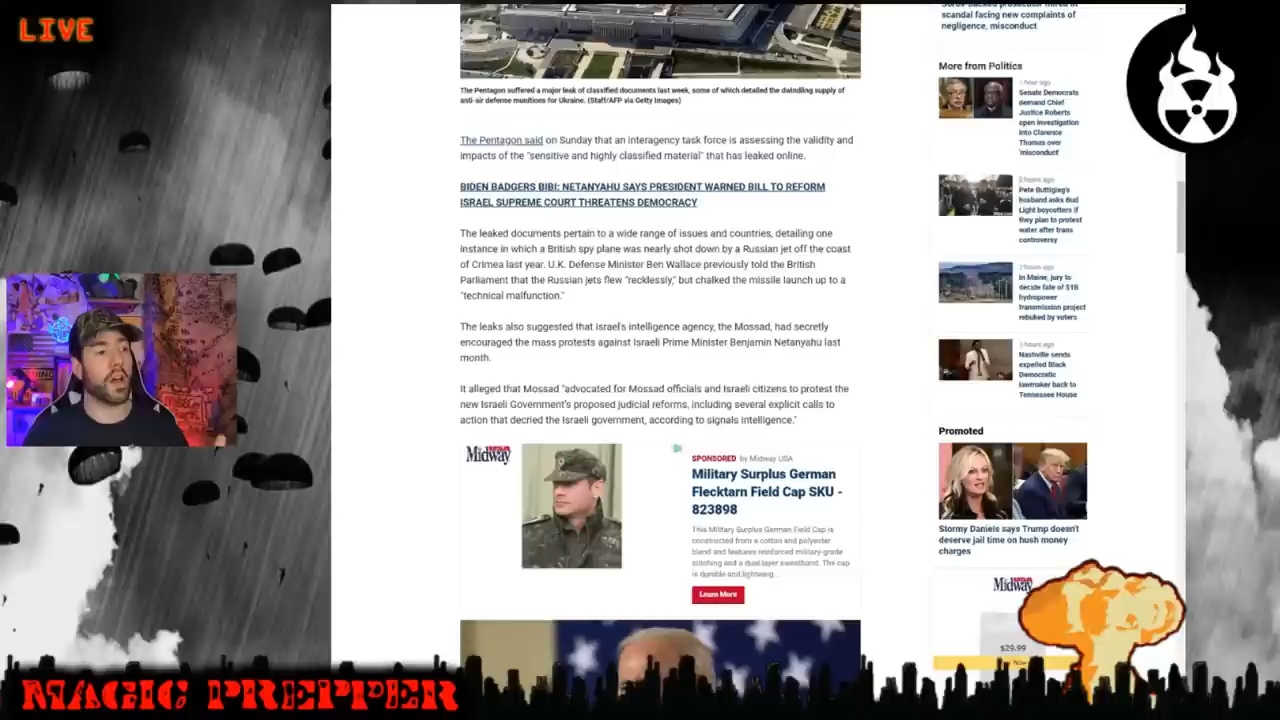 LIVE
The Pentagon suffered a major leak of classified documents last week, some of which detailed the dwindling supply of
anti-air defense munitions for Ukraine. (Staff/AFP via Getty Images)
The Pentagon said on Sunday that an interagency task force is assessing the validity and
impacts of the "sensitive and highly classified material" that has leaked online.
BIDEN BADGERS BIBI: NETANYAHU SAYS PRESIDENT WARNED BILL TO REFORM
ISRAEL SUPREME COURT THREATENS DEMOCRACY
The leaked documents pertain to a wide range of issues and countries, detailing one
instance in which a British spy plane was nearly shot down by a Russian jet off the coast
of Crimea last year. U.K. Defense Minister Ben Wallace previously told the British
Parliament that the Russian jets flew "recklessly," but chalked the missile launch up to a
"technical malfunction."
The leaks also suggested that Israel's intelligence agency, the Mossad, had secretly
encouraged the mass protests against Israeli Prime Minister Benjamin Netanyahu last
month.
It alleged that Mossad "advocated for Mossad officials and Israeli citizens to protest the
new Israeli Government's proposed judicial reforms, including several explicit calls to
action that decried the Israeli government, according to signals intelligence."
Midway USA
SPONSORED by Midway USA
Military Surplus German
Flecktarn Field Cap SKU -
823898
This Military Surplus German Field Cap is
constructed from a cotton and polyester
blend and features reinforced military-grade
stitching and a dual-layer sweatband. The cap
is durable and lightweig...
Learn More
scandal facing new complaints of
negligence, misconduct
More from Politics
hour ago
Senate Democrats
demand Chief
Justice Roberts
open investigation
into Clarence
Thomas over
'misconduct'
hours ago
Pete Buttigieg's
husband asks Bud
Light boycotters if
they plan to protest
water after trans
controversy
hours ago
In Maine, jury to
decide fate of $1B
hydropower
transmission project
rebuked by voters
hours ago
Nashville sends
expelled Black
Democratic
lawmaker back to
Tennessee House
Promoted
Stormy Daniels says Trump doesn't
deserve jail time on hush money
charges
Midway USA
$29.99
Now
MAGIC PREPPER